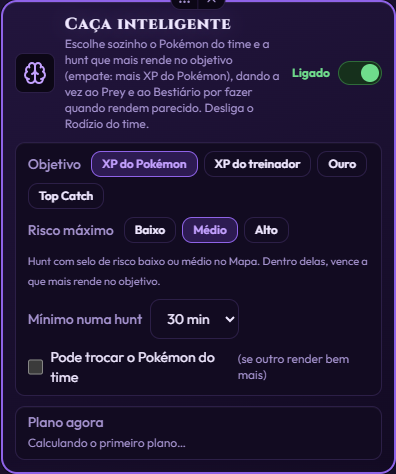 Caça inteligente
Escolhe sozinho o Pokémon do time e a
hunt que mais rende no objetivo
(empate: mais XP do Pokémon), dando a
vez ao Prey e ao Bestiário por fazer
quando rendem parecido. Desliga o
Rodízio do time.
Ligado
Objetivo XP do Pokémon XP do treinador Ouro
Top Catch
Risco máximo Baixo Médio Alto
Hunt com selo de risco baixo ou médio no Mapa. Dentro delas, vence a
que mais rende no objetivo.
Mínimo numa hunt 30 min
Pode trocar o Pokémon do
time
(se outro render bem
mais)
Plano agora
Calculando o primeiro plano...